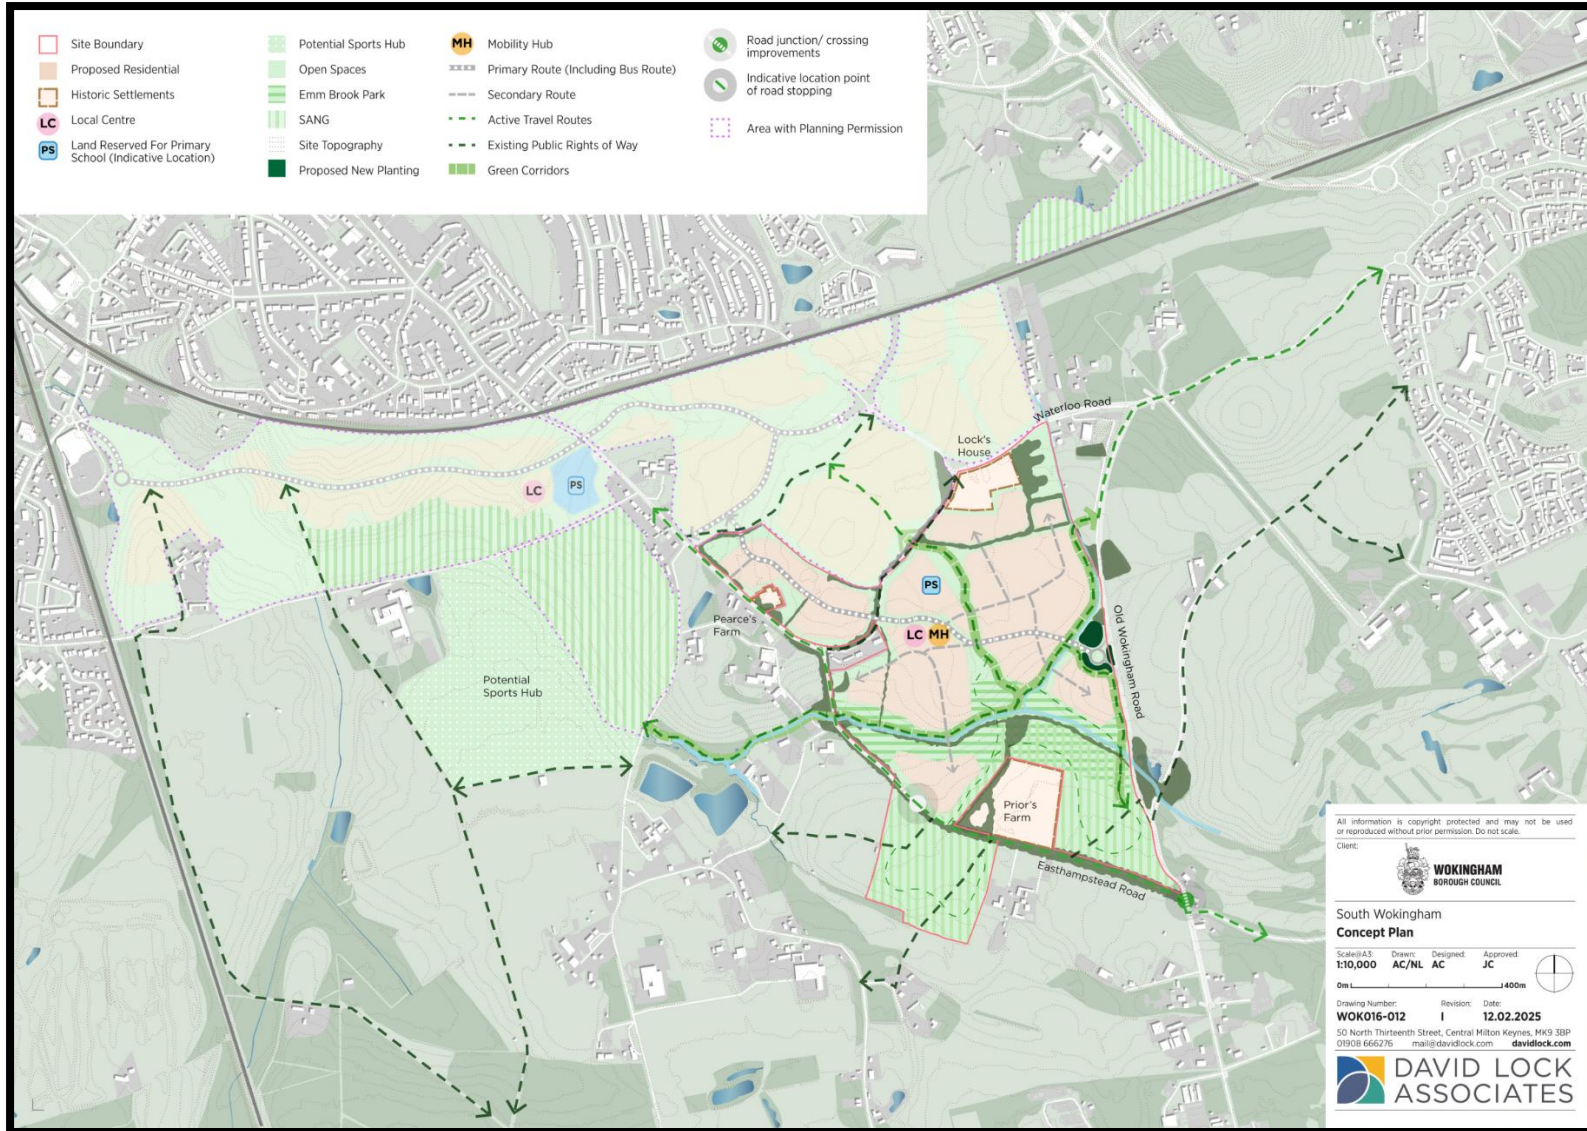 Site Boundary
Proposed Residential
Historic Settlements
LC Local Centre
PS Land Reserved For Primary
School (Indicative Location)
Potential Sports Hub
Open Spaces
Emm Brook Park
SANG
Site Topography
Proposed New Planting
MH Mobility Hub
Primary Route (Including Bus Route)
Secondary Route
Active Travel Routes
Existing Public Rights of Way
Green Corridors
Road junction/ crossing
improvements
Indicative location point
of road stopping
Area with Planning Permission
Waterloo Road
Lock's
House
LC
PS
PS
Pearce's
Farm
LC MH
Old Wokingham Road
Potential
Sports Hub
Prior's
Farm
Easthampstead Road
All information is copyright protected and may not be used
or reproduced without prior permission. Do not scale.
Client:
WOKINGHAM
BOROUGH COUNCIL
South Wokingham
Concept Plan
Scale@A3: Drawn: Designed: Approved:
1:10,000 AC/NL AC JC
0m 400m
Drawing Number: Revision: Date:
WOK016-012 I 12.02.2025
50 North Thirteenth Street, Central Milton Keynes, MK9 3BP
01908 666276 mail@davidlock.com davidlock.com
DAVID LOCK
ASSOCIATES